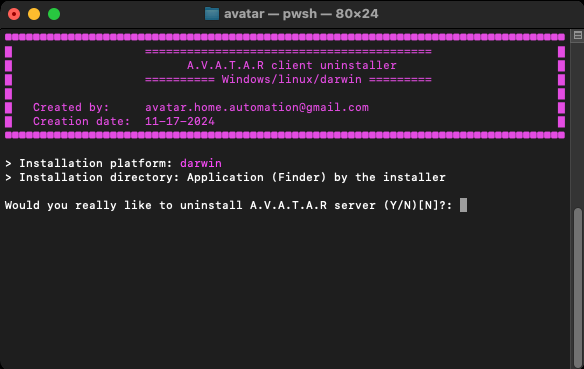 avatar — pwsh — 80×24
=========================================
A.V.A.T.A.R client uninstaller
========== Windows/linux/darwin =========
Created by: avatar.home.automation@gmail.com
Creation date: 11-17-2024
> Installation platform: darwin
> Installation directory: Application (Finder) by the installer
Would you really like to uninstall A.V.A.T.A.R server (Y/N)[N]?: